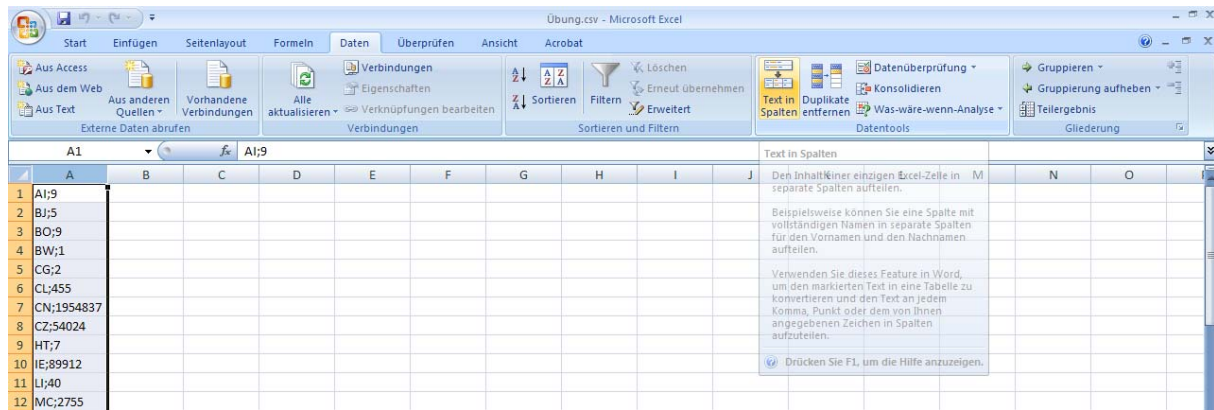 Übung.csv - Microsoft Excel
Start Einfügen Seitenlayout Formeln Daten Überprüfen Ansicht Acrobat
Aus Access
Aus dem Web
Aus Text
Aus anderen Quellen
Vorhandene Verbindungen
Externe Daten abrufen
Alle aktualisieren
Verbindungen
Eigenschaften
Verknüpfungen bearbeiten
Verbindungen
Sortieren
Filtern
Löschen
Erneut übernehmen
Erweitert
Sortieren und Filtern
Text in Spalten
Duplikate entfernen
Datenüberprüfung
Konsolidieren
Was-wäre-wenn-Analyse
Datentools
Gruppieren
Gruppierung aufheben
Teilergebnis
Gliederung
A1 fx AI;9
A B C D E F G H I J K L M N O
1 AI;9
2 BJ;5
3 BO;9
4 BW;1
5 CG;2
6 CL;455
7 CN;1954837
8 CZ;54024
9 HT;7
10 IE;89912
11 LI;40
12 MC;2755
Text in Spalten
Den Inhalt einer einzigen Excel-Zelle in
separate Spalten aufteilen.
Beispielsweise können Sie eine Spalte mit
vollständigen Namen in separate Spalten
für den Vornamen und den Nachnamen
aufteilen.
Verwenden Sie dieses Feature in Word,
um den markierten Text in eine Tabelle zu
konvertieren und den Text an jedem
Komma, Punkt oder dem von Ihnen
angegebenen Zeichen in Spalten
aufzuteilen.
Drücken Sie F1, um die Hilfe anzuzeigen.